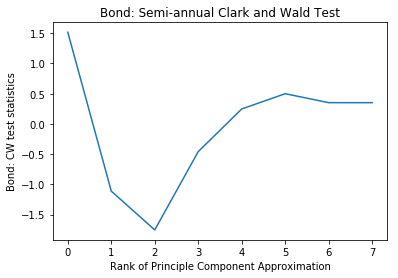 Bond: Semi-annual Clark and Wald Test
Bond: CW test statistics
1.5
1.0
0.5
0.0
−0.5
−1.0
−1.5
0 1 2 3 4 5 6 7
Rank of Principle Component Approximation